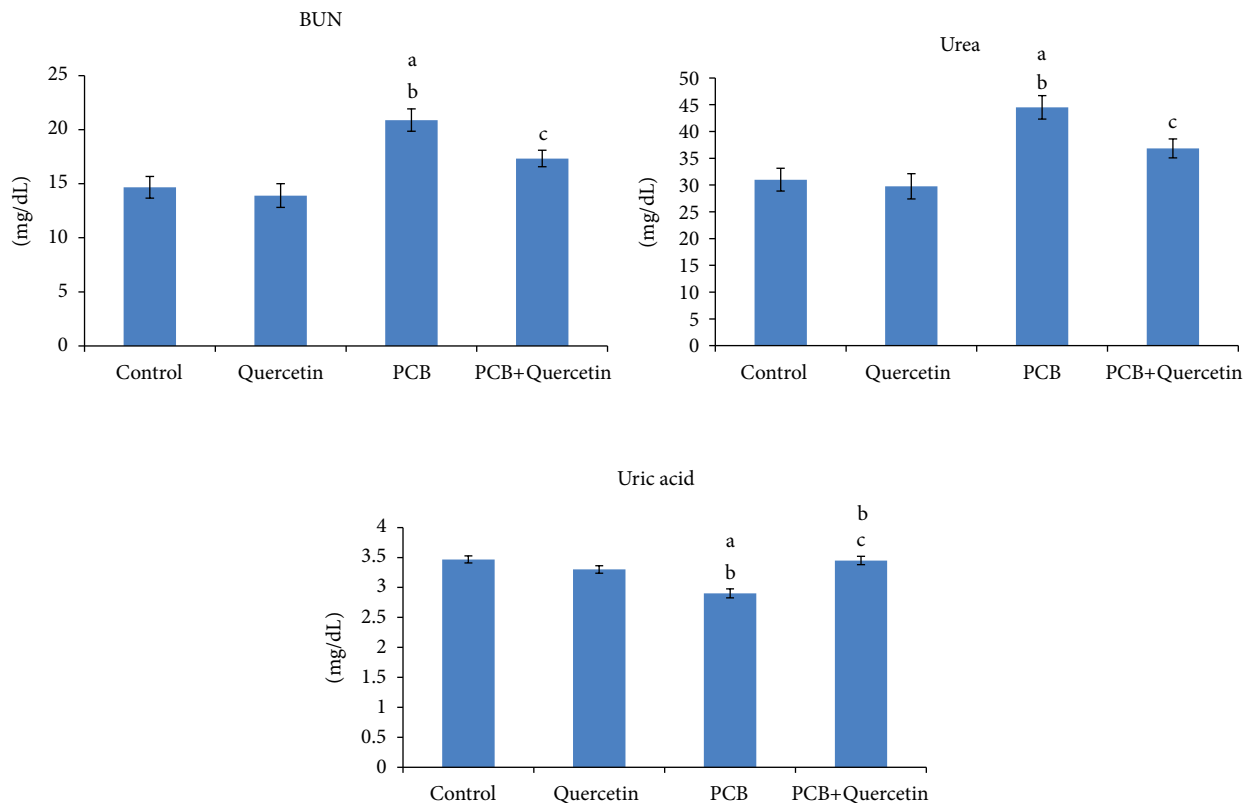 BUN
a
b
c
25
20
15
10
5
0
(mg/dL)
Control Quercetin PCB PCB+Quercetin
Urea
a
b
c
50
45
40
35
30
25
20
15
10
5
0
(mg/dL)
Control Quercetin PCB PCB+Quercetin
Uric acid
a b
b c
4
3.5
3
2.5
2
1.5
1
0.5
0
(mg/dL)
Control Quercetin PCB PCB+Quercetin